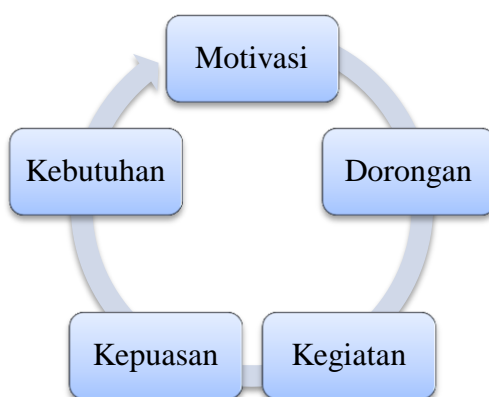 Motivasi
Dorongan
Kegiatan
Kepuasan
Kebutuhan